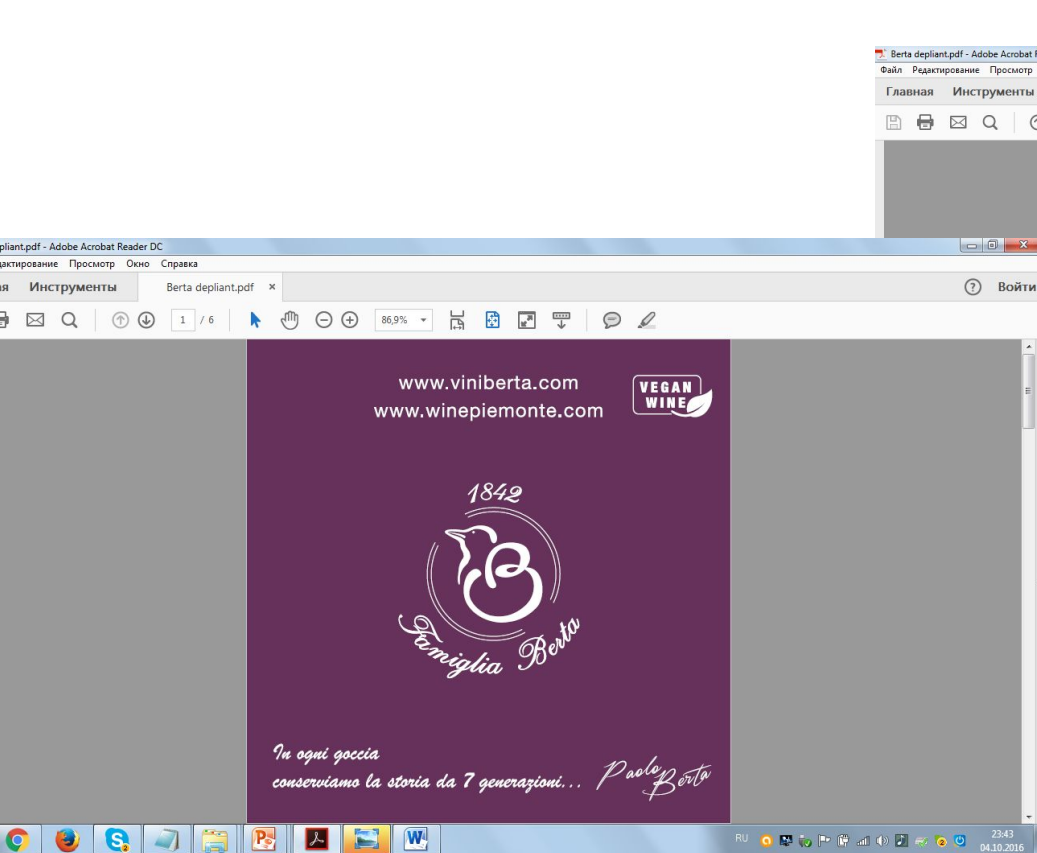 Berta depliant.pdf - Adobe Acrobat
Файл Редактирование Просмотр
Главная Инструменты
pliant.pdf - Adobe Acrobat Reader DC
дактирование Просмотр Окно Справка
Инструменты Berta depliant.pdf × ? Войти
1 / 6 86,9%
www.viniberta.com
www.winepiemonte.com
VEGAN
WINE
1842
B
Famiglia Berta
In ogni goccia
conserviamo la storia da 7 generazioni...
Paolo Berta
RU 23:43
04.10.2016